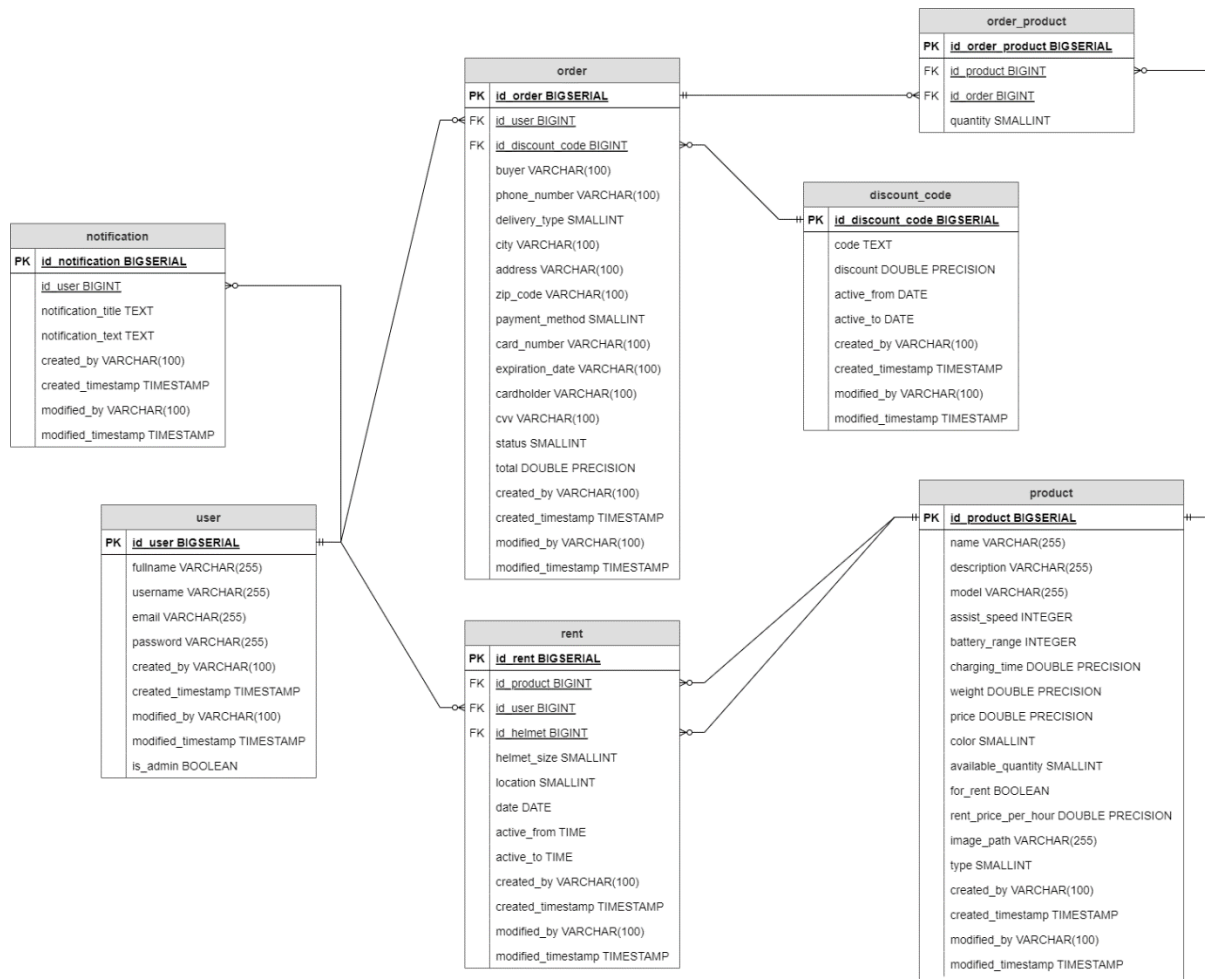 order_product
PK id_order_product BIGSERIAL
FK id_product BIGINT
FK id_order BIGINT
quantity SMALLINT
order
PK id_order BIGSERIAL
FK id_user BIGINT
FK id_discount_code BIGINT
buyer VARCHAR(100)
phone_number VARCHAR(100)
delivery_type SMALLINT
city VARCHAR(100)
address VARCHAR(100)
zip_code VARCHAR(100)
payment_method SMALLINT
card_number VARCHAR(100)
expiration_date VARCHAR(100)
cardholder VARCHAR(100)
cvv VARCHAR(100)
status SMALLINT
total DOUBLE PRECISION
created_by VARCHAR(100)
created_timestamp TIMESTAMP
modified_by VARCHAR(100)
modified_timestamp TIMESTAMP
discount_code
PK id_discount_code BIGSERIAL
code TEXT
discount DOUBLE PRECISION
active_from DATE
active_to DATE
created_by VARCHAR(100)
created_timestamp TIMESTAMP
modified_by VARCHAR(100)
modified_timestamp TIMESTAMP
notification
PK id_notification BIGSERIAL
id_user BIGINT
notification_title TEXT
notification_text TEXT
created_by VARCHAR(100)
created_timestamp TIMESTAMP
modified_by VARCHAR(100)
modified_timestamp TIMESTAMP
user
PK id_user BIGSERIAL
fullname VARCHAR(255)
username VARCHAR(255)
email VARCHAR(255)
password VARCHAR(255)
created_by VARCHAR(100)
created_timestamp TIMESTAMP
modified_by VARCHAR(100)
modified_timestamp TIMESTAMP
is_admin BOOLEAN
rent
PK id_rent BIGSERIAL
FK id_product BIGINT
FK id_user BIGINT
FK id_helmet BIGINT
helmet_size SMALLINT
location SMALLINT
date DATE
active_from TIME
active_to TIME
created_by VARCHAR(100)
created_timestamp TIMESTAMP
modified_by VARCHAR(100)
modified_timestamp TIMESTAMP
product
PK id_product BIGSERIAL
name VARCHAR(255)
description VARCHAR(255)
model VARCHAR(255)
assist_speed INTEGER
battery_range INTEGER
charging_time DOUBLE PRECISION
weight DOUBLE PRECISION
price DOUBLE PRECISION
color SMALLINT
available_quantity SMALLINT
for_rent BOOLEAN
rent_price_per_hour DOUBLE PRECISION
image_path VARCHAR(255)
type SMALLINT
created_by VARCHAR(100)
created_timestamp TIMESTAMP
modified_by VARCHAR(100)
modified_timestamp TIMESTAMP